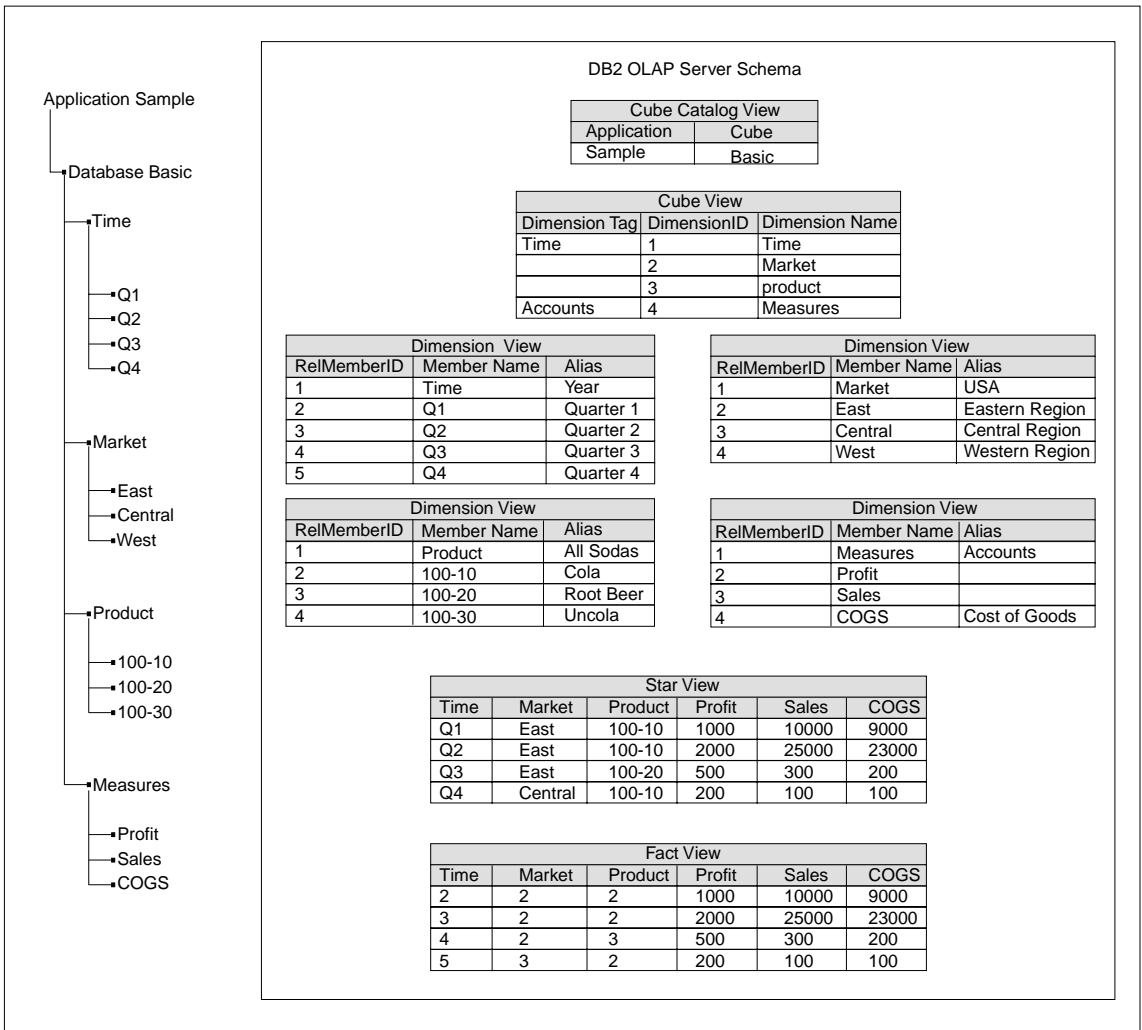 Application Sample
Database Basic
Time
Q1
Q2
Q3
Q4
Market
East
Central
West
Product
100-10
100-20
100-30
Measures
Profit
Sales
COGS
DB2 OLAP Server Schema
Cube Catalog View
Application Cube
Sample Basic
Cube View
Dimension Tag DimensionID Dimension Name
Time 1 Time
2 Market
3 product
Accounts 4 Measures
Dimension View
RelMemberID Member Name Alias
1 Time Year
2 Q1 Quarter 1
3 Q2 Quarter 2
4 Q3 Quarter 3
5 Q4 Quarter 4
Dimension View
RelMemberID Member Name Alias
1 Market USA
2 East Eastern Region
3 Central Central Region
4 West Western Region
Dimension View
RelMemberID Member Name Alias
1 Product All Sodas
2 100-10 Cola
3 100-20 Root Beer
4 100-30 Uncola
Dimension View
RelMemberID Member Name Alias
1 Measures Accounts
2 Profit
3 Sales
4 COGS Cost of Goods
Star View
Time Market Product Profit Sales COGS
Q1 East 100-10 1000 10000 9000
Q2 East 100-10 2000 25000 23000
Q3 East 100-20 500 300 200
Q4 Central 100-10 200 100 100
Fact View
Time Market Product Profit Sales COGS
2 2 2 1000 10000 9000
3 2 2 2000 25000 23000
4 2 3 500 300 200
5 3 2 200 100 100